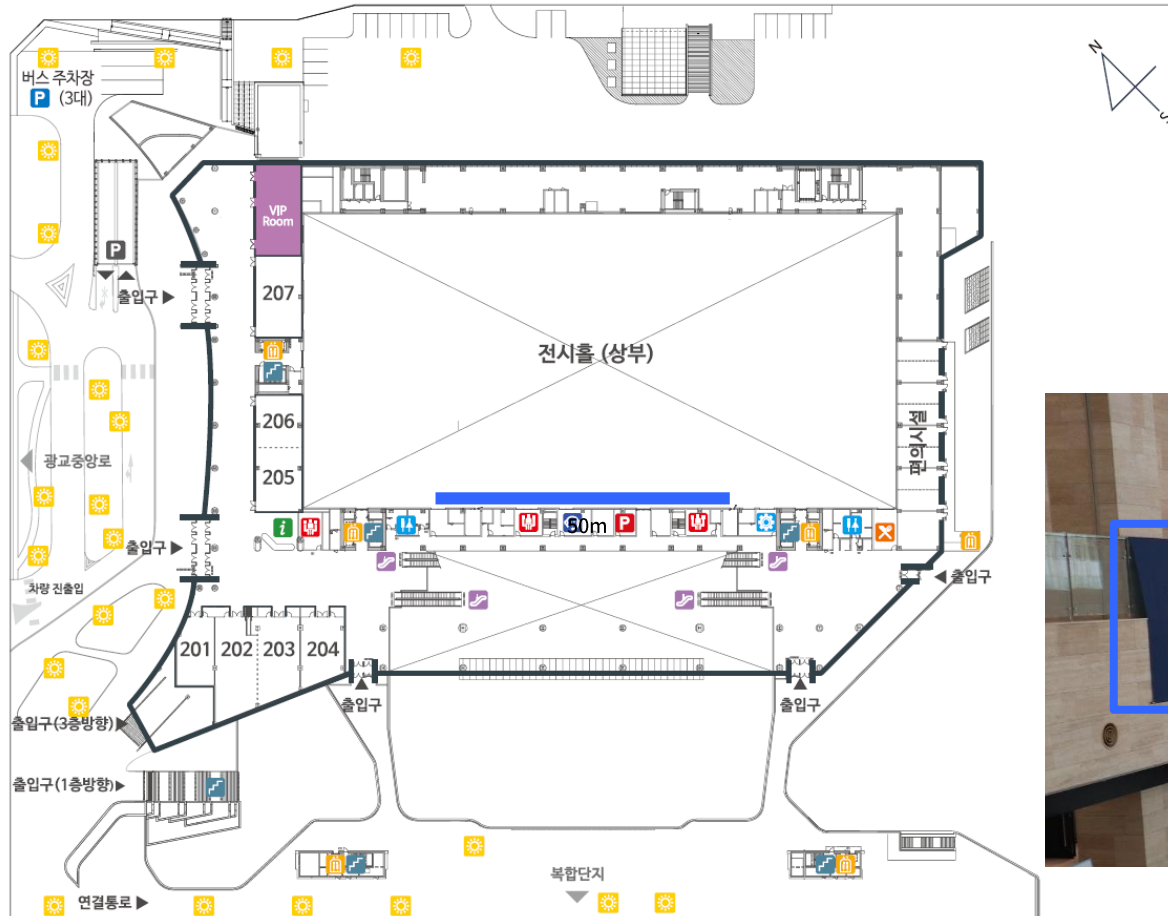 N
버스 주차장
P (3대)
VIP
Room
P
207
출입구 ▶
전시홀 (상부)
206
편의시설
광교중앙로
205
i
50m
P
출입구 ▶
출입구
차량 진출입
201
202
203
204
출입구
출입구
출입구(3층방향)▶
출입구(1층방향)▶
복합단지
연결통로 ▶